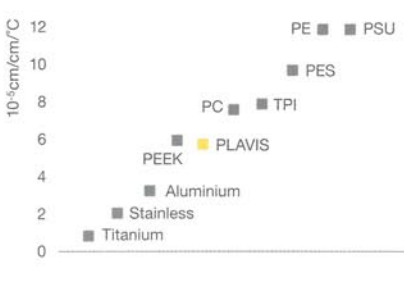 10⁻⁵cm/cm/°C
12
PE
PSU
10
PES
8
PC
TPI
6
PLAVIS
PEEK
4
Aluminium
2
Stainless
Titanium
0